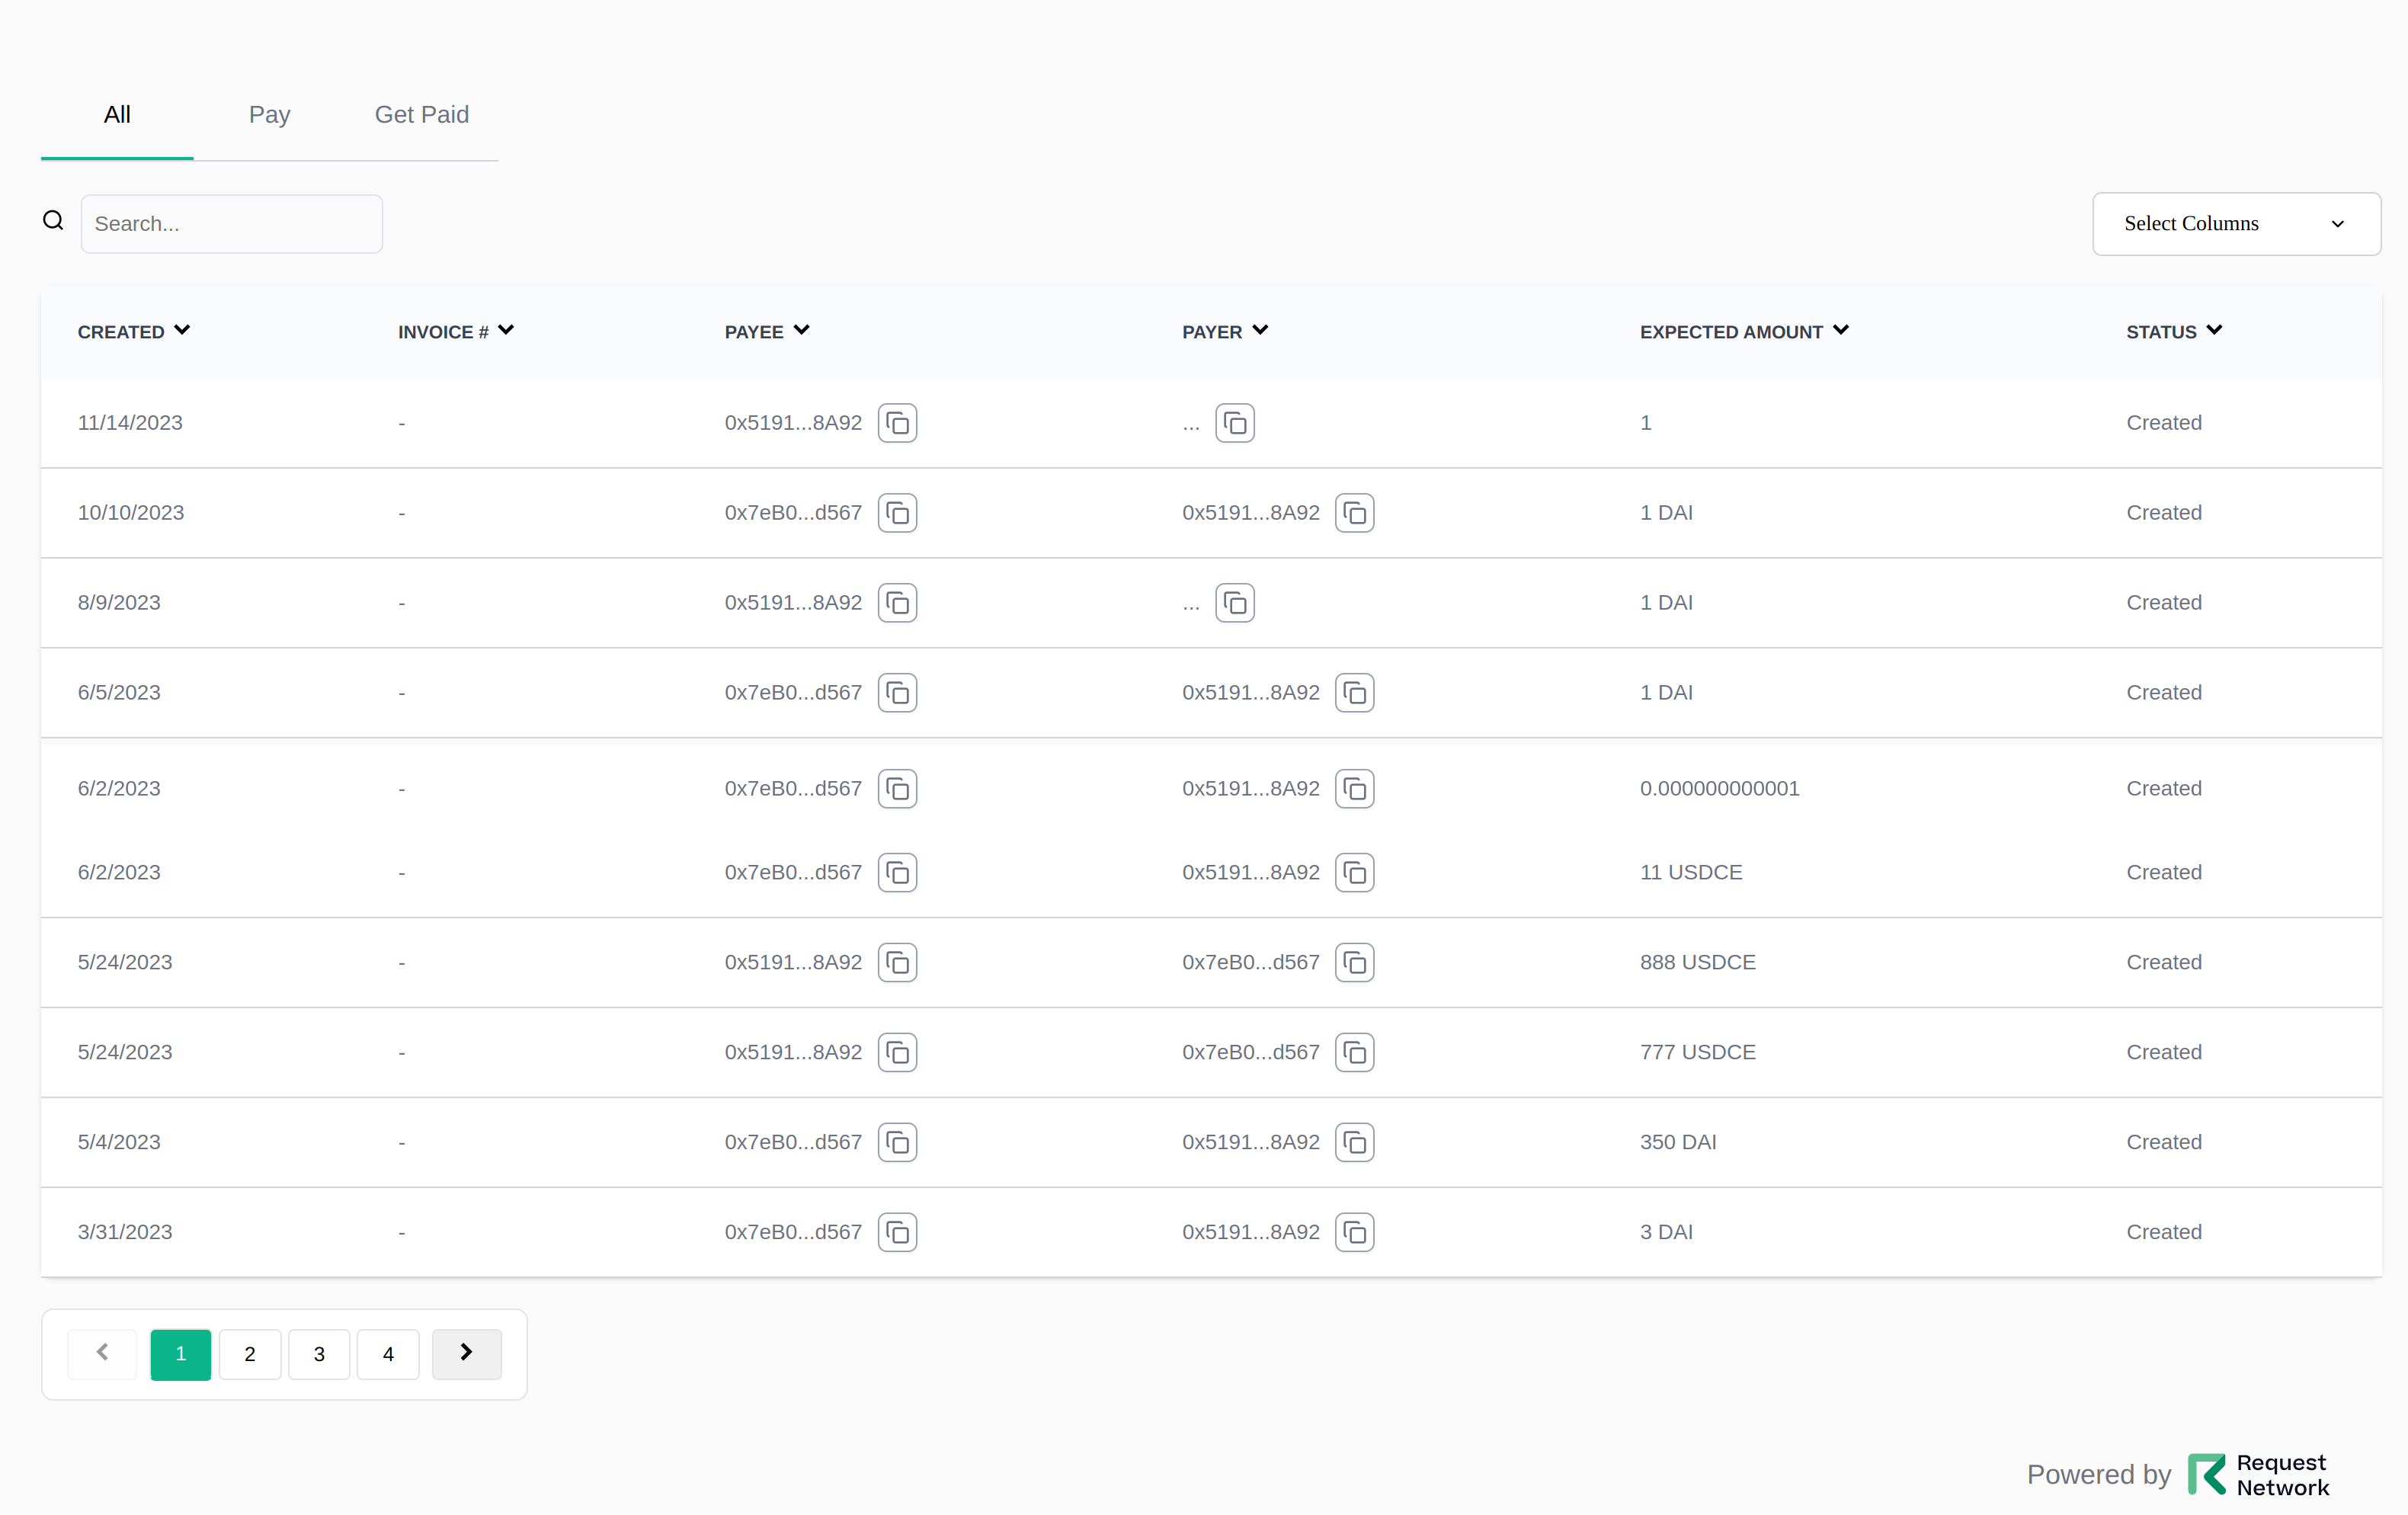 All Pay Get Paid
Search...
Select Columns
CREATED INVOICE # PAYEE PAYER EXPECTED AMOUNT STATUS
11/14/2023 - 0x5191...8A92 ... 1 Created
10/10/2023 - 0x7eB0...d567 0x5191...8A92 1 DAI Created
8/9/2023 - 0x5191...8A92 ... 1 DAI Created
6/5/2023 - 0x7eB0...d567 0x5191...8A92 1 DAI Created
6/2/2023 - 0x7eB0...d567 0x5191...8A92 0.000000000001 Created
6/2/2023 - 0x7eB0...d567 0x5191...8A92 11 USDCE Created
5/24/2023 - 0x5191...8A92 0x7eB0...d567 888 USDCE Created
5/24/2023 - 0x5191...8A92 0x7eB0...d567 777 USDCE Created
5/4/2023 - 0x7eB0...d567 0x5191...8A92 350 DAI Created
3/31/2023 - 0x7eB0...d567 0x5191...8A92 3 DAI Created
1 2 3 4
Powered by Request
Network